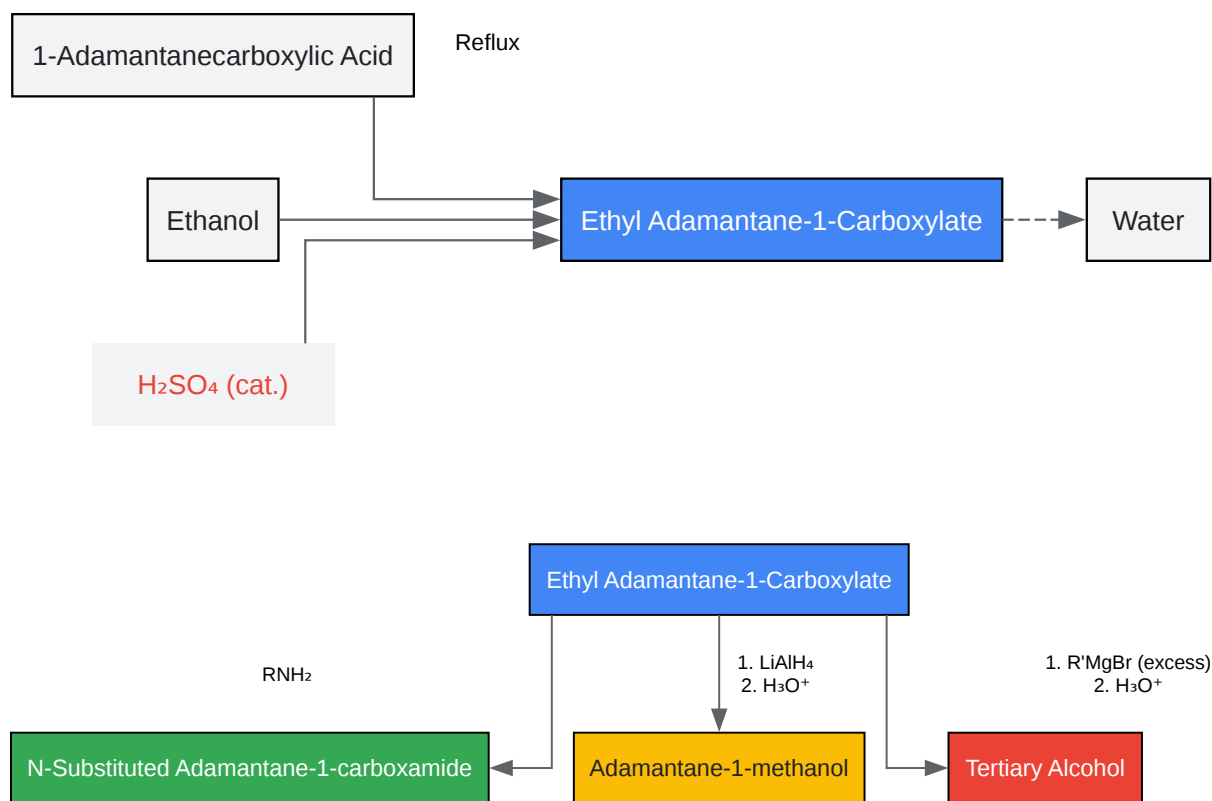 1-Adamantanecarboxylic Acid
Reflux
Ethanol
Ethyl Adamantane-1-Carboxylate
Water
H₂SO₄ (cat.)
Ethyl Adamantane-1-Carboxylate
RNH₂
1. LiAlH₄
2. H₃O⁺
1. R'MgBr (excess)
2. H₃O⁺
N-Substituted Adamantane-1-carboxamide
Adamantane-1-methanol
Tertiary Alcohol